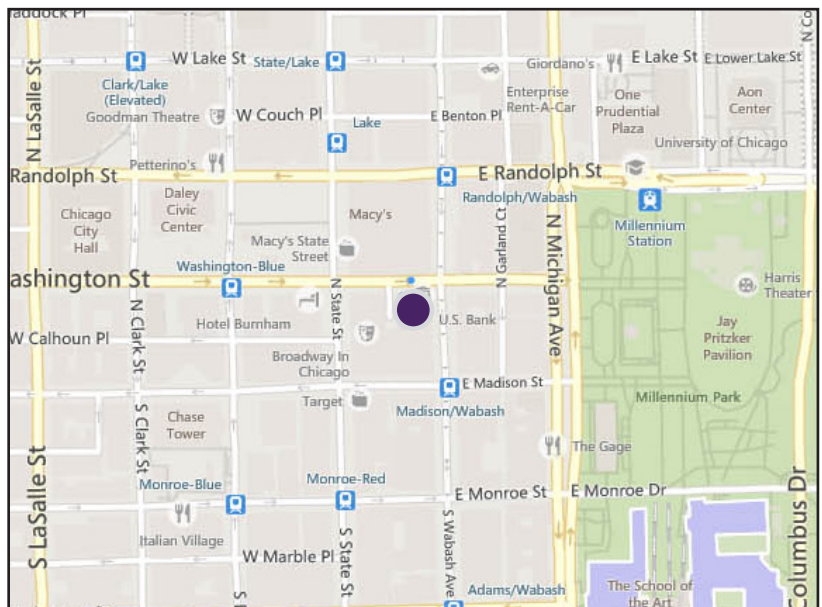 addock Pl
N Co
W Lake St
State/Lake
Giordano's
E Lake St
E Lower Lake St
Clark/Lake
(Elevated)
Enterprise
Rent-A-Car
One
Prudential
Plaza
Aon
Center
Goodman Theatre
W Couch Pl
Lake
E Benton Pl
N LaSalle St
University of Chicago
Petterino's
Randolph St
E Randolph St
Randolph/Wabash
Daley
Civic
Center
Chicago
City
Hall
Macy's
Millennium
Station
N Garland Ct
N Michigan Ave
Macy's State
Street
Washington-Blue
ashington St
Harris
Theater
N Clark St
N State St
Hotel Burnham
U.S. Bank
Jay
Pritzker
Pavilion
W Calhoun Pl
Broadway In
Chicago
E Madison St
Madison/Wabash
Millennium Park
Target
Chase
Tower
S Clark St
The Gage
S LaSalle St
Monroe-Blue
Monroe-Red
E Monroe St
E Monroe Dr
Columbus Dr
Italian Village
W Marble Pl
S State St
S Wabash Ave
Adams/Wabash
The School of
the Art